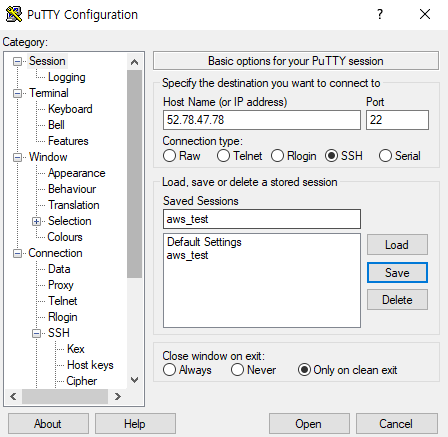 PuTTY Configuration
Category:
Session
Logging
Terminal
Keyboard
Bell
Features
Window
Appearance
Behaviour
Translation
Selection
Colours
Connection
Data
Proxy
Telnet
Rlogin
SSH
Kex
Host keys
Cipher
Basic options for your PuTTY session
Specify the destination you want to connect to
Host Name (or IP address) Port
52.78.47.78 22
Connection type:
Raw Telnet Rlogin SSH Serial
Load, save or delete a stored session
Saved Sessions
aws_test
Default Settings
aws_test
Load
Save
Delete
Close window on exit:
Always Never Only on clean exit
About Help Open Cancel